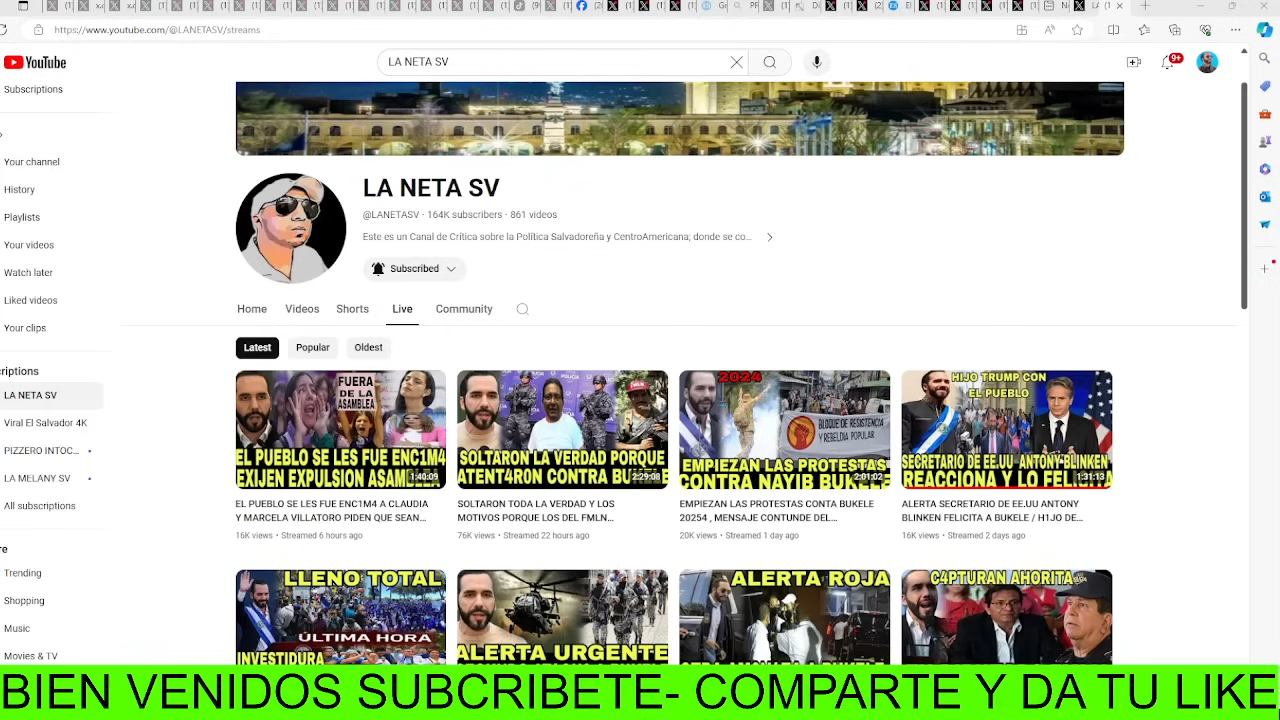 https://www.youtube.com/@LANETASV/streams
YouTube
LA NETA SV
9+
Subscriptions
Your channel
History
Playlists
Your videos
Watch later
Liked videos
Your clips
criptions
LA NETA SV
Viral El Salvador 4K
PIZZERO INTOC...
LA MELANY SV
All subscriptions
re
Trending
Shopping
Music
Movies & TV
LA NETA SV
@LANETASV · 164K subscribers · 861 videos
Este es un Canal de Crítica sobre la Política Salvadoreña y CentroAmericana; donde se co...
Subscribed
Home Videos Shorts Live Community
Latest Popular Oldest
FUERA
DE LA
ASAMBLEA
EL PUEBLO SE LES FUE ENC1M4
EXIJEN EXPULSION ASAMBLE
1:40:09
EL PUEBLO SE LES FUE ENC1M4 A CLAUDIA
Y MARCELA VILLATORO PIDEN QUE SEAN...
16K views • Streamed 6 hours ago
SOLTARON LA VERDAD PORQUE
ATENT4RON CONTRA BUKELE
2:29:08
SOLTARON TODA LA VERDAD Y LOS
MOTIVOS PORQUE LOS DEL FMLN...
76K views • Streamed 22 hours ago
2024
BLOQUE DE RESISTENCIA
Y REBELDIA POPULAR
EMPIEZAN LAS PROTESTAS
CONTRA NAYIB BUKELE
2:01:02
EMPIEZAN LAS PROTESTAS CONTA BUKELE
20254 , MENSAJE CONTUNDE DEL...
20K views • Streamed 1 day ago
HIJO TRUMP CON
EL PUEBLO
SECRETARIO DE EE.UU ANTONY BLINKEN
REACCIONA Y LO FELICITA
1:31:13
ALERTA SECRETARIO DE EE.UU ANTONY
BLINKEN FELICITA A BUKELE / H1JO DE...
16K views • Streamed 2 days ago
LLENO TOTAL
ÚLTIMA HORA
INVESTIDURA
ALERTA URGENTE
ALERTA ROJA
C4PTURAN AHORITA
BIEN VENIDOS SUBCRIBETE- COMPARTE Y DA TU LIKE